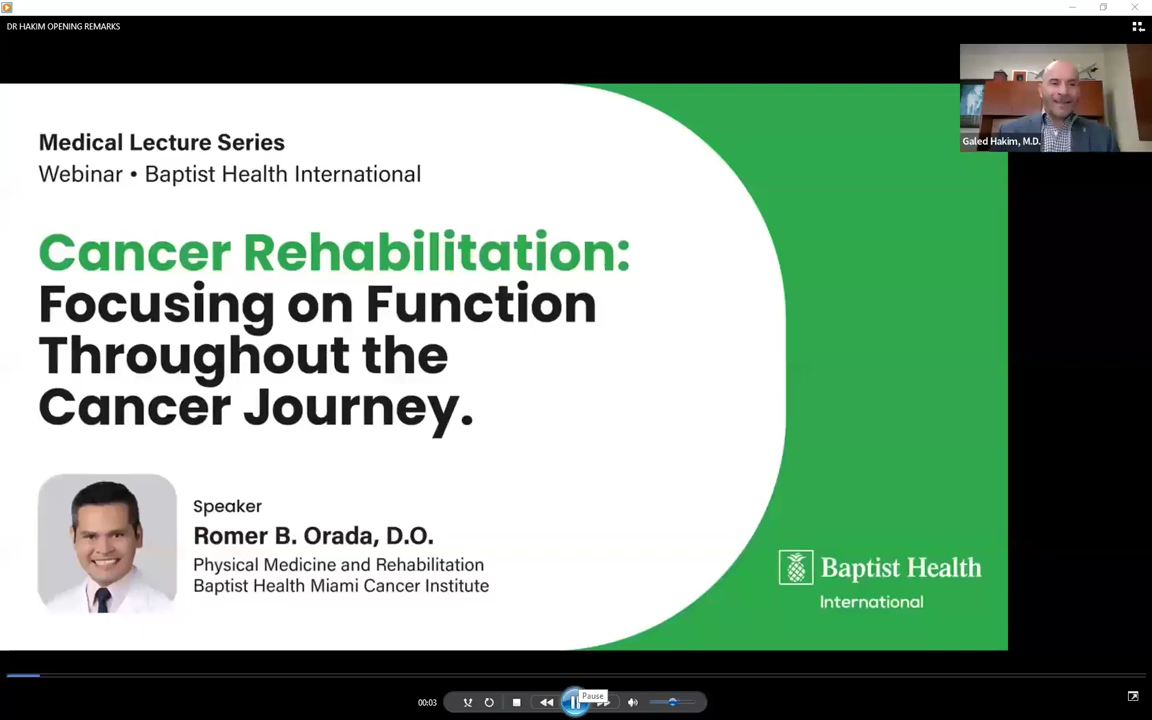 DR HAKIM OPENING REMARKS
Galed Hakim, M.D.
Medical Lecture Series
Webinar • Baptist Health International
Cancer Rehabilitation:
Focusing on Function
Throughout the
Cancer Journey.
Speaker
Romer B. Orada, D.O.
Physical Medicine and Rehabilitation
Baptist Health Miami Cancer Institute
Baptist Health
International
00:03
Pause